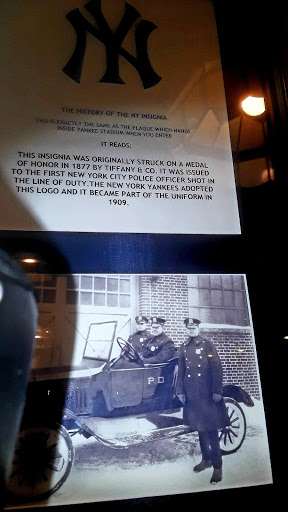 NY
THE HISTORY OF THE NY INSIGNIA
THIS IS EXACTLY THE SAME AS THE PLAQUE WHICH HANGS
INSIDE YANKEE STADIUM WHEN YOU ENTER
IT READS:
THIS INSIGNIA WAS ORIGINALLY STRUCK ON A MEDAL
OF HONOR IN 1877 BY TIFFANY & CO. IT WAS ISSUED
TO THE FIRST NEW YORK CITY POLICE OFFICER SHOT IN
THE LINE OF DUTY.THE NEW YORK YANKEES ADOPTED
THIS LOGO AND IT BECAME PART OF THE UNIFORM IN
1909.
PD